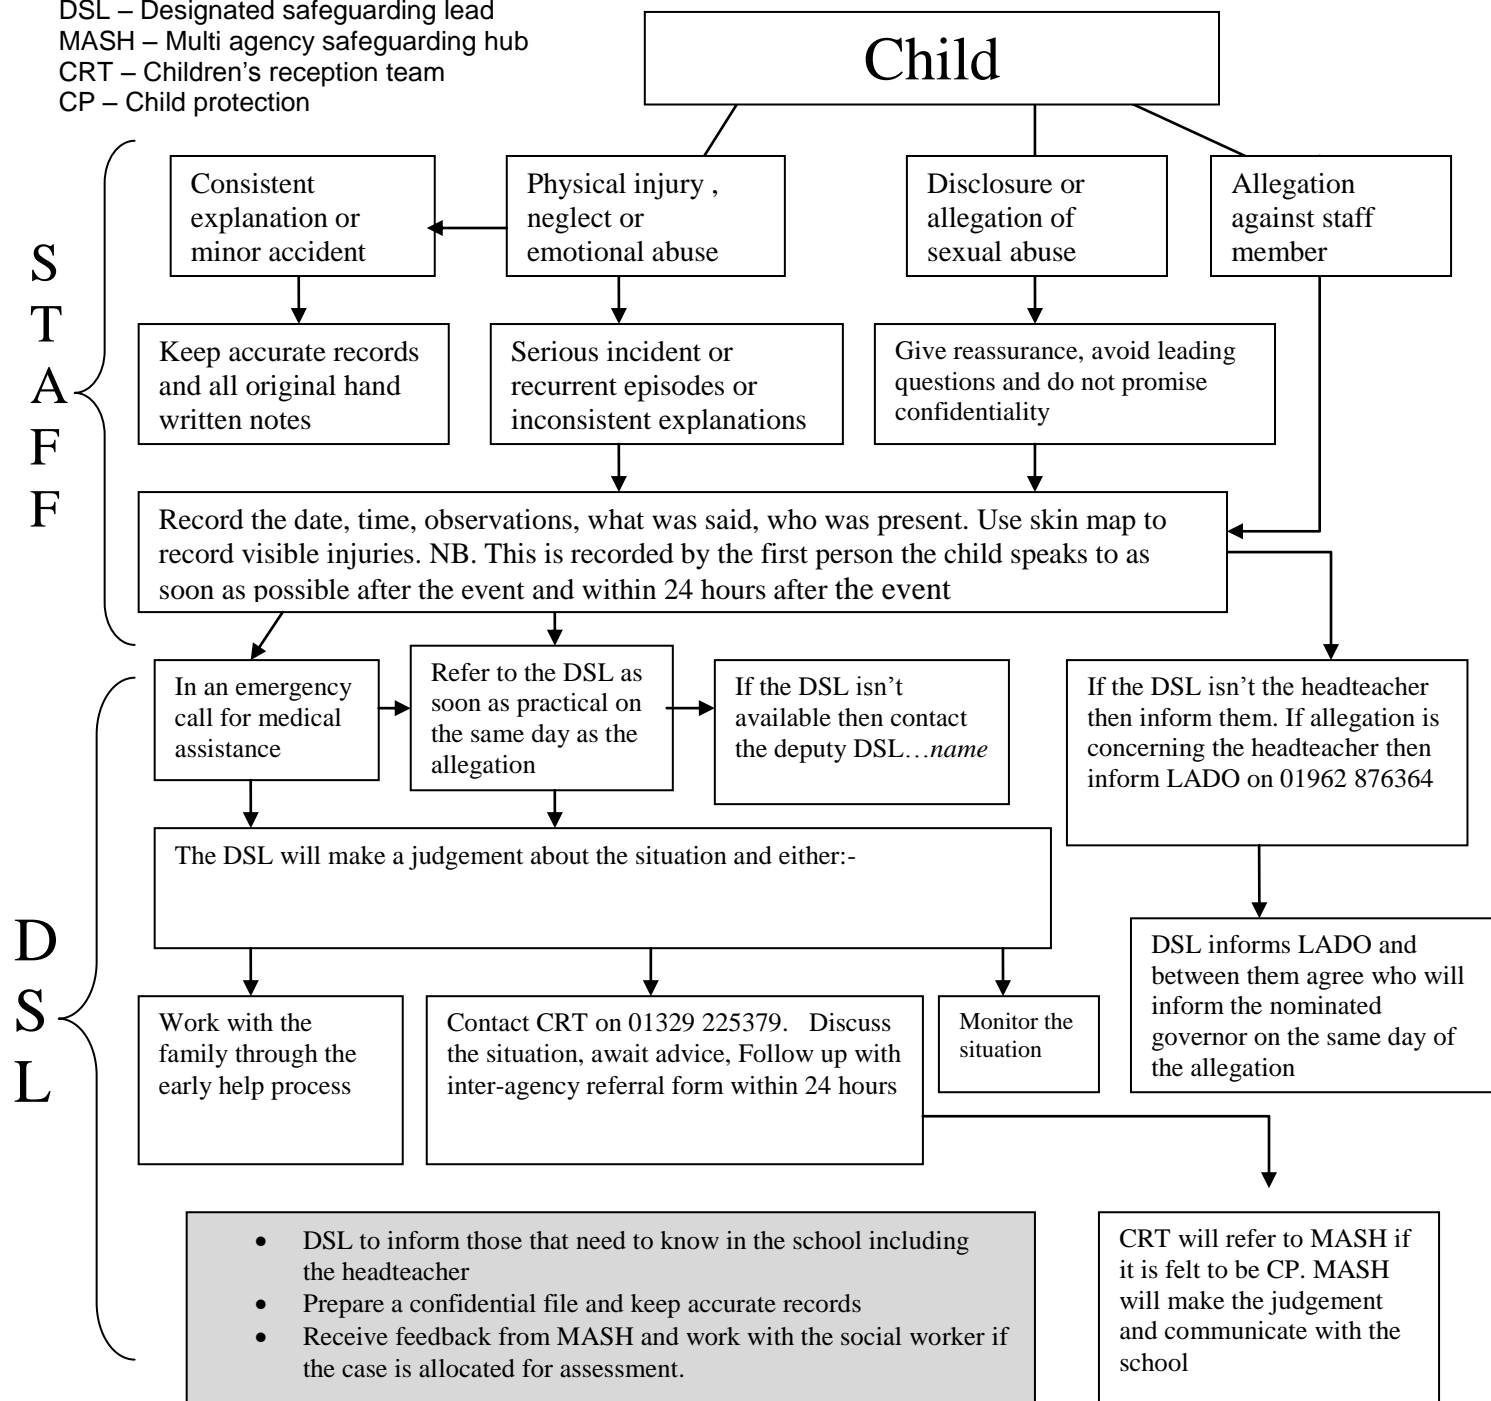 DSL – Designated safeguarding lead
MASH – Multi agency safeguarding hub
CRT – Children's reception team
CP – Child protection
Child
S
T
A
F
F
Consistent
explanation or
minor accident
Physical injury ,
neglect or
emotional abuse
Disclosure or
allegation of
sexual abuse
Allegation
against staff
member
Keep accurate records
and all original hand
written notes
Serious incident or
recurrent episodes or
inconsistent explanations
Give reassurance, avoid leading
questions and do not promise
confidentiality
Record the date, time, observations, what was said, who was present. Use skin map to
record visible injuries. NB. This is recorded by the first person the child speaks to as
soon as possible after the event and within 24 hours after the event
D
S
L
In an emergency
call for medical
assistance
Refer to the DSL as
soon as practical on
the same day as the
allegation
If the DSL isn't
available then contact
the deputy DSL…name
If the DSL isn't the headteacher
then inform them. If allegation is
concerning the headteacher then
inform LADO on 01962 876364
The DSL will make a judgement about the situation and either:-
DSL informs LADO and
between them agree who will
inform the nominated
governor on the same day of
the allegation
Work with the
family through the
early help process
Contact CRT on 01329 225379.   Discuss
the situation, await advice, Follow up with
inter-agency referral form within 24 hours
Monitor the
situation
• DSL to inform those that need to know in the school including
the headteacher
• Prepare a confidential file and keep accurate records
• Receive feedback from MASH and work with the social worker if
the case is allocated for assessment.
CRT will refer to MASH if
it is felt to be CP. MASH
will make the judgement
and communicate with the
school